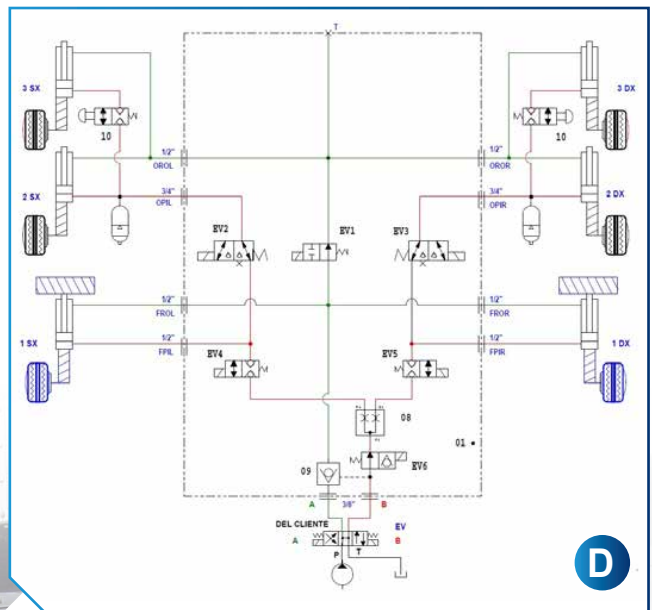 T
3 SX
3 DX
10
10
1/2"
OROL
1/2"
OROR
2 SX
3/4"
OPIL
3/4"
OPIR
2 DX
EV2
EV1
EV3
1/2"
FROL
1/2"
FROR
1 SX
1/2"
FPIL
1/2"
FPIR
1 DX
EV4
EV5
08
01
EV6
09
A
3/8"
B
DEL CLIENTE
EV
A
B
P
T
D